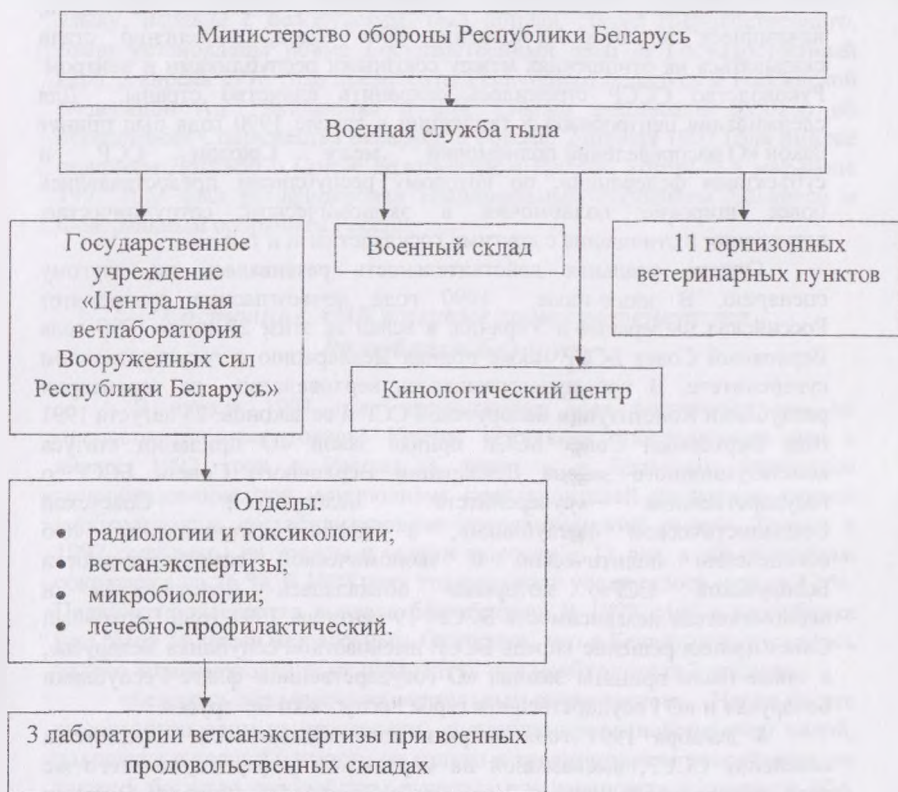 Министерство обороны Республики Беларусь
Военная служба тыла
Государственное
учреждение
«Центральная
ветлаборатория
Вооруженных сил
Республики Беларусь»
Военный склад
11 горнизонных
ветеринарных пунктов
Кинологический центр
Отделы:
• радиологии и токсикологии;
• ветсанэкспертизы;
• микробиологии;
• лечебно-профилактический.
3 лаборатории ветсанэкспертизы при военных
продовольственных складах